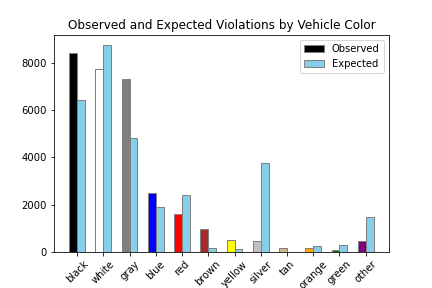 Observed and Expected Violations by Vehicle Color
Observed
Expected
8000
6000
4000
2000
0
black
white
gray
blue
red
brown
yellow
silver
tan
orange
green
other